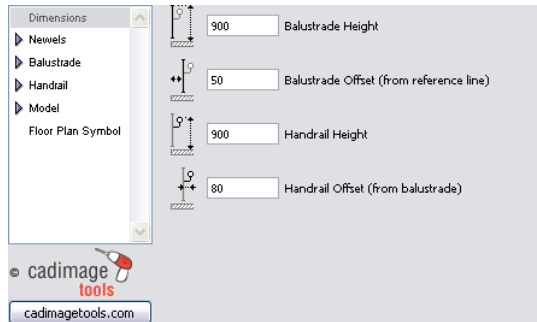 Dimensions
Newels
Balustrade
Handrail
Model
Floor Plan Symbol
900 Balustrade Height
50 Balustrade Offset (from reference line)
900 Handrail Height
80 Handrail Offset (from balustrade)
© cadimage
tools
cadimagetools.com